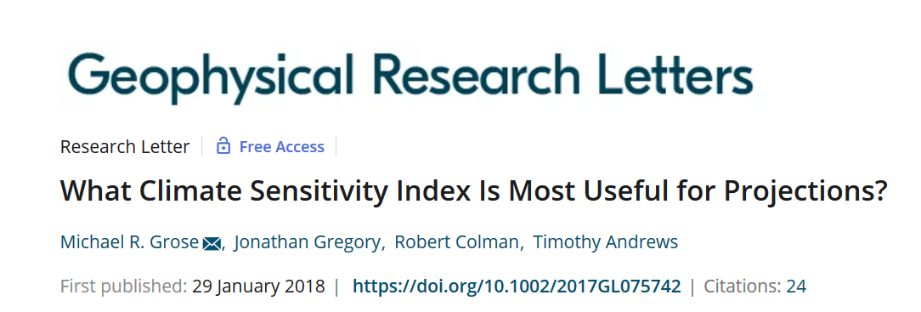 Geophysical Research Letters
Research Letter | Free Access |
What Climate Sensitivity Index Is Most Useful for Projections?
Michael R. Grose, Jonathan Gregory, Robert Colman, Timothy Andrews
First published: 29 January 2018 | https://doi.org/10.1002/2017GL075742 | Citations: 24